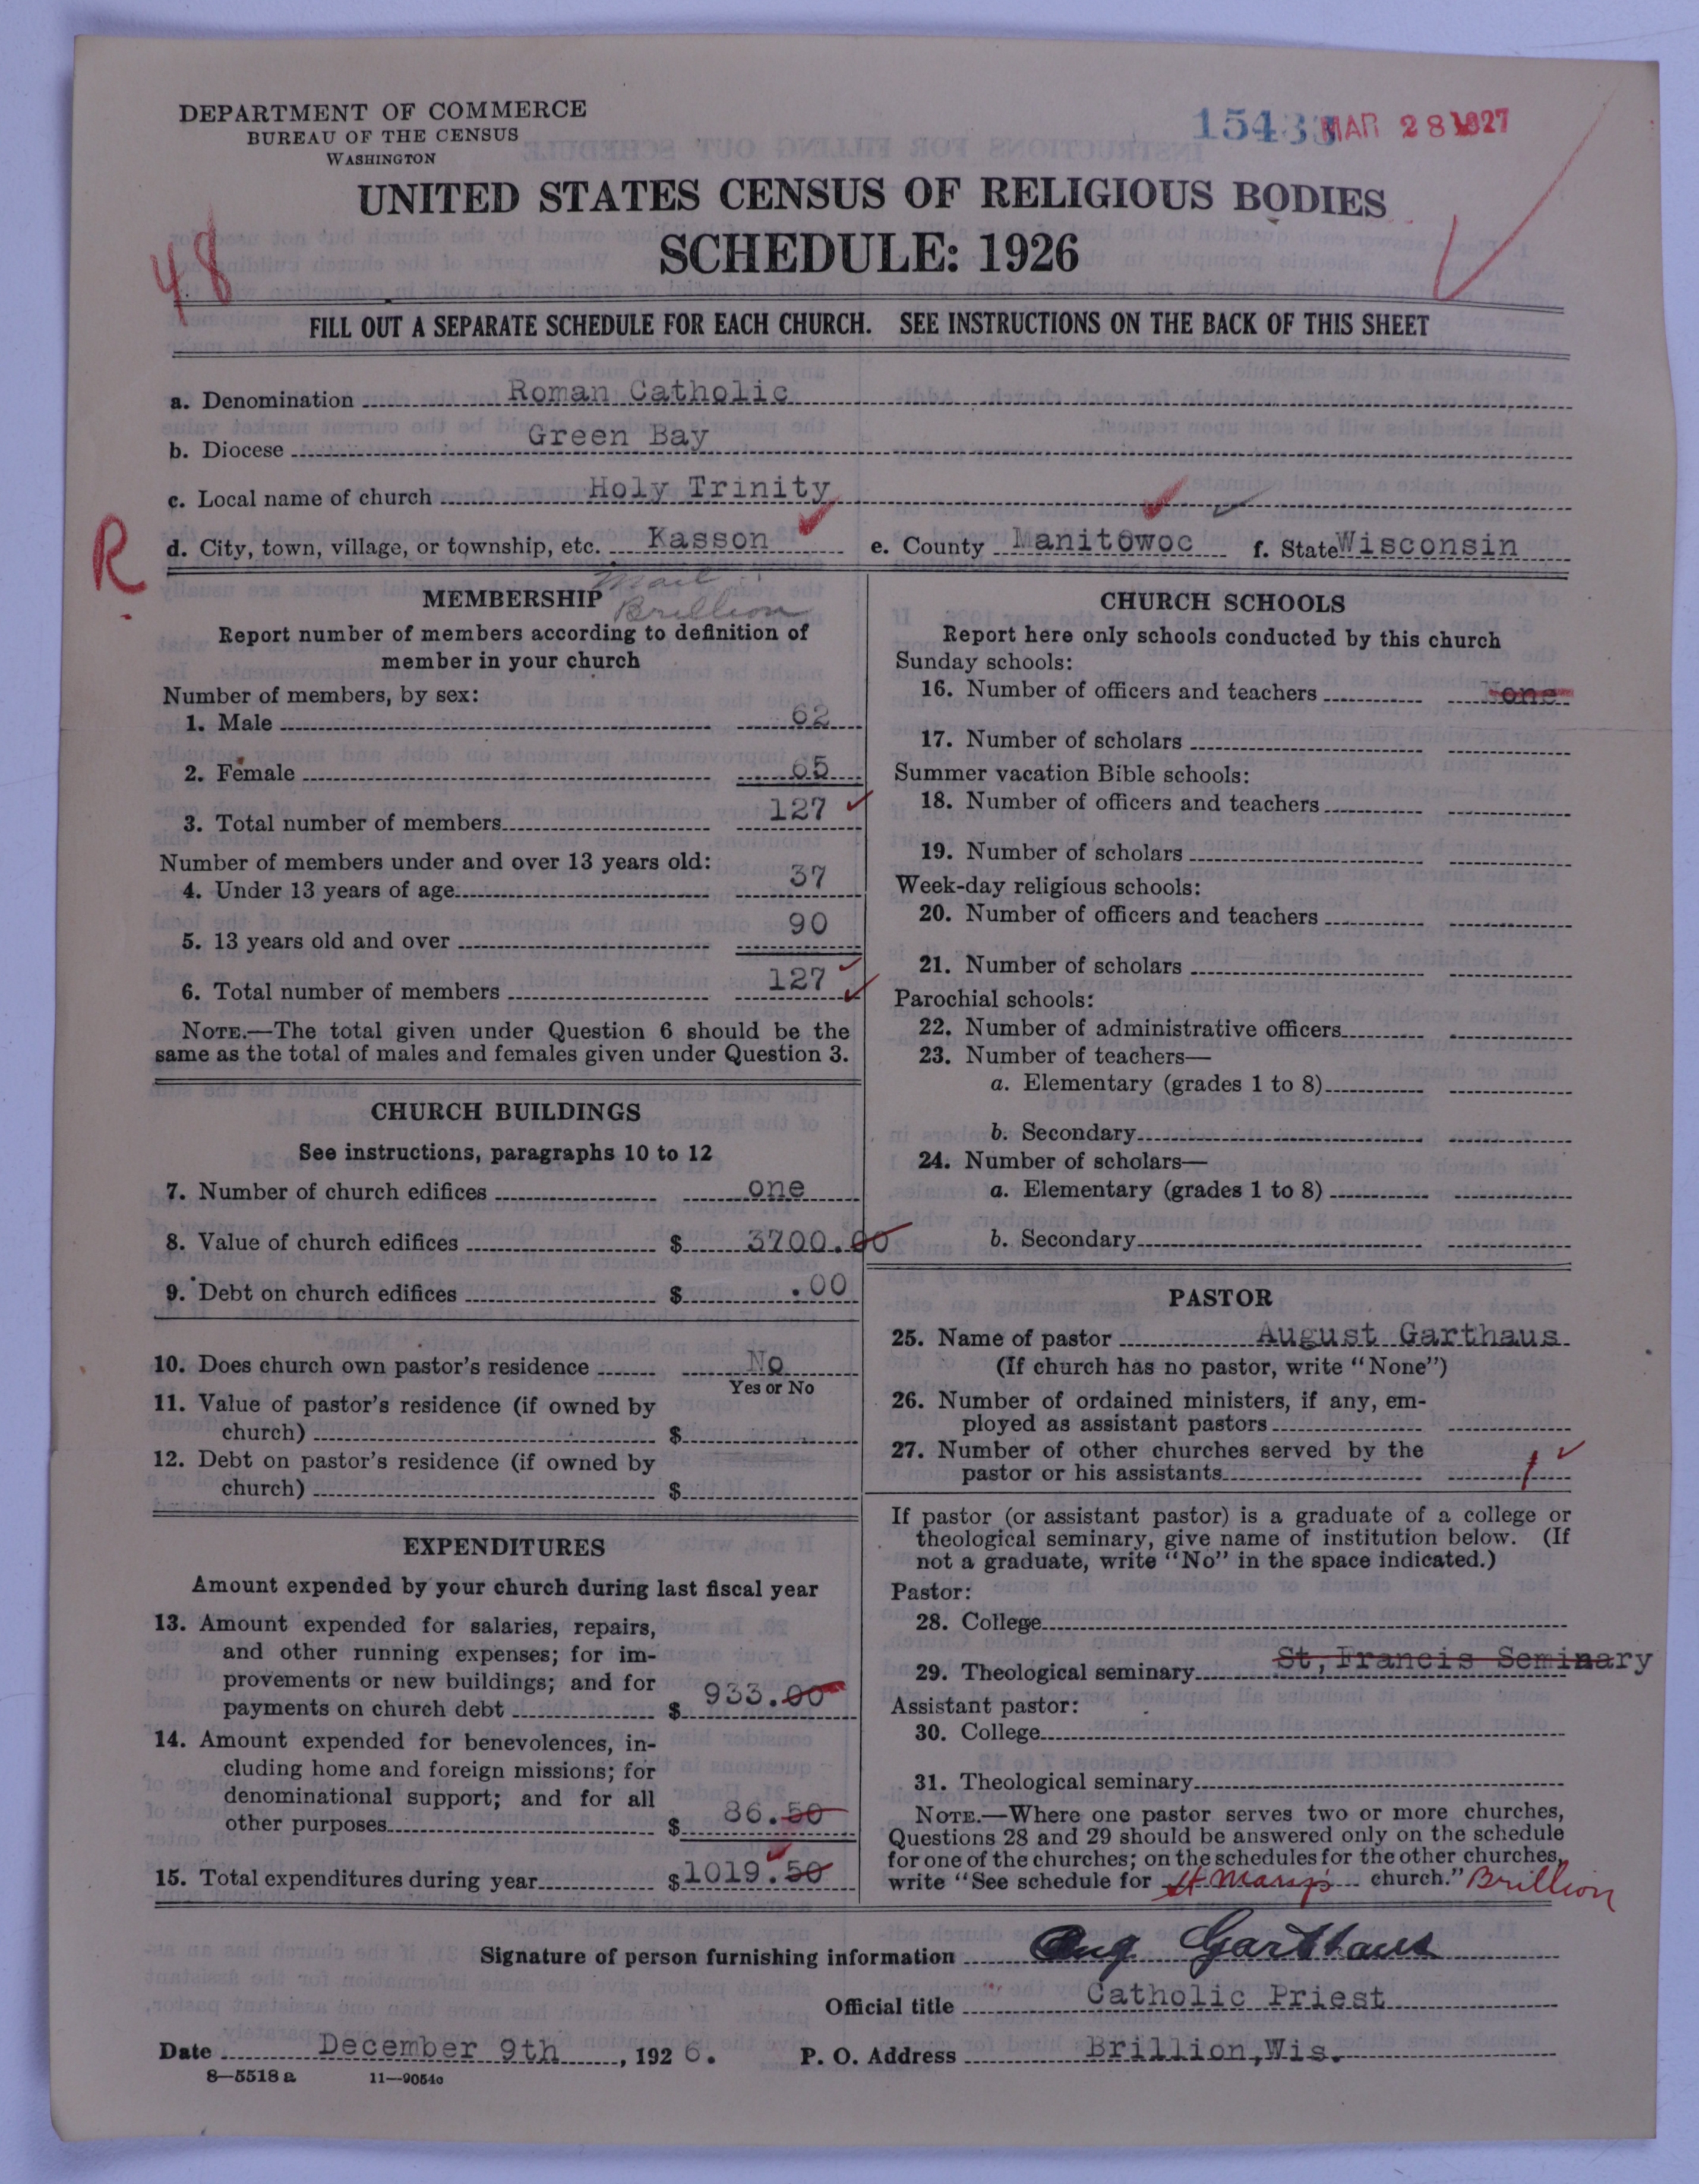 DEPARTMENT OF COMMERCE
BUREAU OF THE CENSUS
WASHINGTON
MAR 28 1927
UNITED STATES CENSUS OF RELIGIOUS BODIES
SCHEDULE: 1926
48
FILL OUT A SEPARATE SCHEDULE FOR EACH CHURCH. SEE INSTRUCTIONS ON THE BACK OF THIS SHEET
a. Denomination Roman Catholic
b. Diocese Green Bay
c. Local name of church Holy Trinity
R
d. City, town, village, or township, etc. Kasson e. County Manitowoc f. State Wisconsin
Mail
Brillion
MEMBERSHIP
Report number of members according to definition of
member in your church
Number of members, by sex:
1. Male 62
2. Female 65
3. Total number of members 127
Number of members under and over 13 years old:
4. Under 13 years of age 37
5. 13 years old and over 90
6. Total number of members 127
NOTE.—The total given under Question 6 should be the
same as the total of males and females given under Question 3.
CHURCH BUILDINGS
See instructions, paragraphs 10 to 12
7. Number of church edifices one
8. Value of church edifices $ 3700.00
9. Debt on church edifices $ .00
10. Does church own pastor's residence No
Yes or No
11. Value of pastor's residence (if owned by
church) $
12. Debt on pastor's residence (if owned by
church) $
EXPENDITURES
Amount expended by your church during last fiscal year
13. Amount expended for salaries, repairs,
and other running expenses; for im-
provements or new buildings; and for
payments on church debt $ 933.00
14. Amount expended for benevolences, in-
cluding home and foreign missions; for
denominational support; and for all
other purposes $ 86.50
15. Total expenditures during year $1019.50
CHURCH SCHOOLS
Report here only schools conducted by this church
Sunday schools:
16. Number of officers and teachers None
17. Number of scholars
Summer vacation Bible schools:
18. Number of officers and teachers
19. Number of scholars
Week-day religious schools:
20. Number of officers and teachers
21. Number of scholars
Parochial schools:
22. Number of administrative officers
23. Number of teachers—
a. Elementary (grades 1 to 8)
b. Secondary
24. Number of scholars—
a. Elementary (grades 1 to 8)
b. Secondary
PASTOR
25. Name of pastor August Garthaus
(If church has no pastor, write "None")
26. Number of ordained ministers, if any, em-
ployed as assistant pastors
27. Number of other churches served by the
pastor or his assistants 1
If pastor (or assistant pastor) is a graduate of a college or
theological seminary, give name of institution below. (If
not a graduate, write "No" in the space indicated.)
Pastor:
28. College
29. Theological seminary St, Francis Seminary
Assistant pastor:
30. College
31. Theological seminary
NOTE.—Where one pastor serves two or more churches,
Questions 28 and 29 should be answered only on the schedule
for one of the churches; on the schedules for the other churches,
write "See schedule for St Mary's church." Brillion
Signature of person furnishing information Aug Garthaus
Official title Catholic Priest
Date December 9th, 1926. P. O. Address Brillion, Wis.
8—5518 a 11—9054c